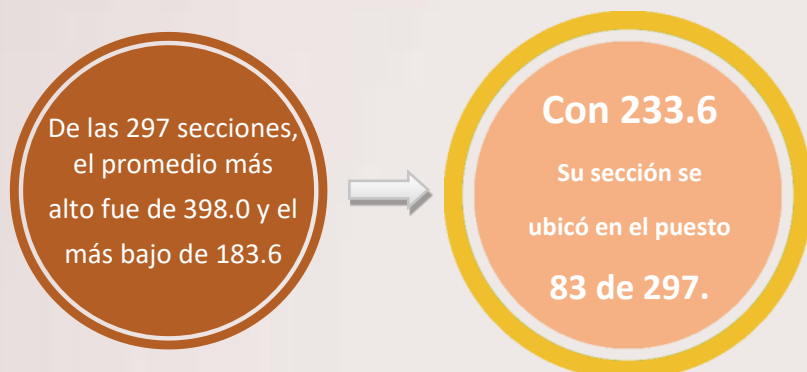 De las 297 secciones,
el promedio más
alto fue de 398.0 y el
más bajo de 183.6
Con 233.6
Su sección se
ubicó en el puesto
83 de 297.